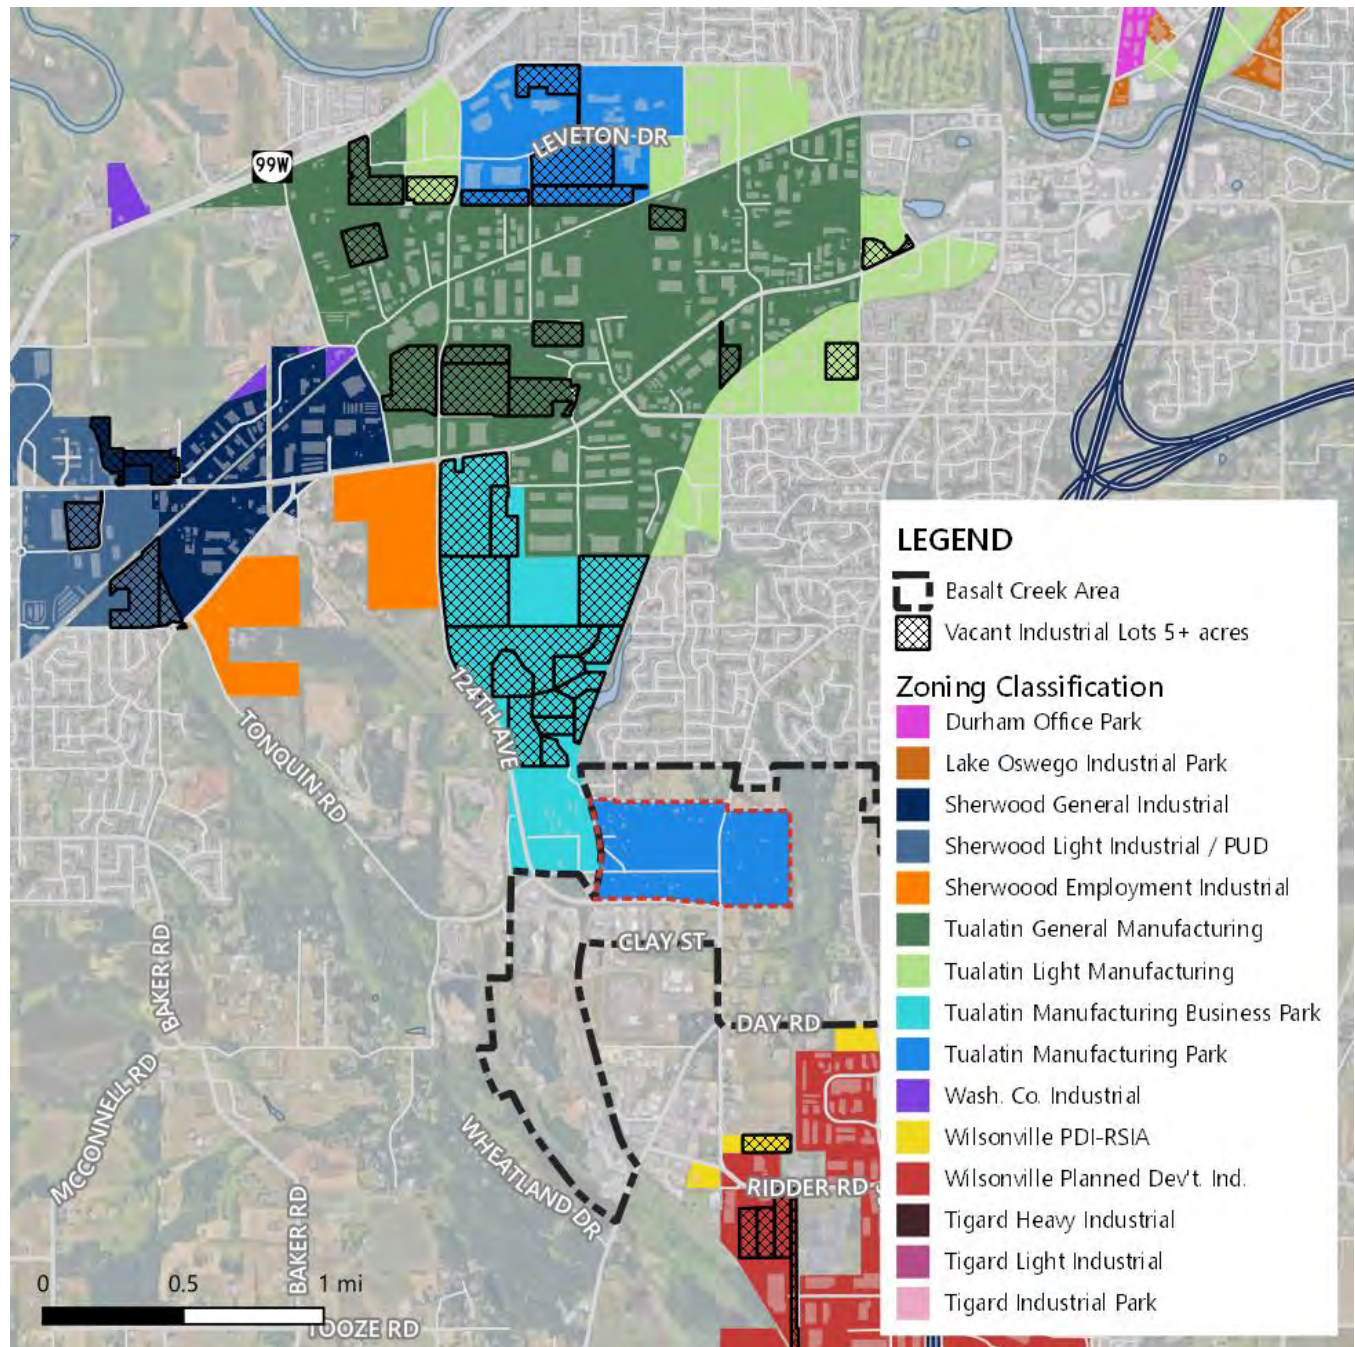 LEVETON DR
99W
124TH AVE
TONQUIN RD
CLAY ST
BAKER RD
DAY RD
MCCONNELL RD
WHEATLAND DR
RIDDER RD
BAKER RD
TOOZE RD
0 0.5 1 mi
LEGEND
Basalt Creek Area
Vacant Industrial Lots 5+ acres
Zoning Classification
Durham Office Park
Lake Oswego Industrial Park
Sherwood General Industrial
Sherwood Light Industrial / PUD
Sherwoood Employment Industrial
Tualatin General Manufacturing
Tualatin Light Manufacturing
Tualatin Manufacturing Business Park
Tualatin Manufacturing Park
Wash. Co. Industrial
Wilsonville PDI-RSIA
Wilsonville Planned Dev't. Ind.
Tigard Heavy Industrial
Tigard Light Industrial
Tigard Industrial Park